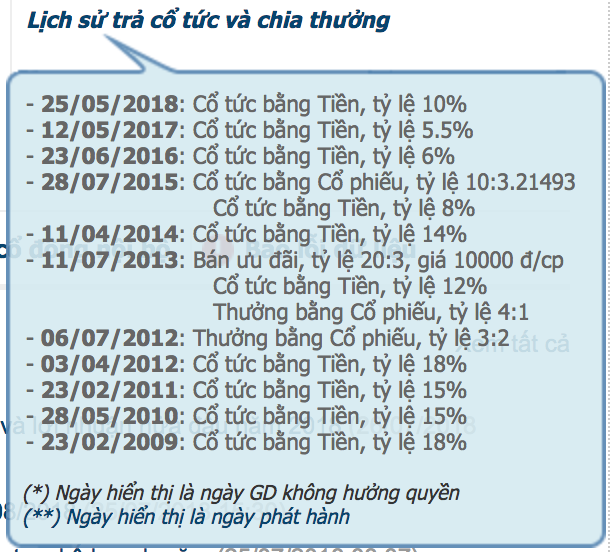 Lịch sử trả cổ tức và chia thưởng
- 25/05/2018: Cổ tức bằng Tiền, tỷ lệ 10%
- 12/05/2017: Cổ tức bằng Tiền, tỷ lệ 5.5%
- 23/06/2016: Cổ tức bằng Tiền, tỷ lệ 6%
- 28/07/2015: Cổ tức bằng Cổ phiếu, tỷ lệ 10:3.21493
Cổ tức bằng Tiền, tỷ lệ 8%
- 11/04/2014: Cổ tức bằng Tiền, tỷ lệ 14%
- 11/07/2013: Bán ưu đãi, tỷ lệ 20:3, giá 10000 đ/cp
Cổ tức bằng Tiền, tỷ lệ 12%
Thưởng bằng Cổ phiếu, tỷ lệ 4:1
- 06/07/2012: Thưởng bằng Cổ phiếu, tỷ lệ 3:2
Xem tất cả
- 03/04/2012: Cổ tức bằng Tiền, tỷ lệ 18%
- 23/02/2011: Cổ tức bằng Tiền, tỷ lệ 15%
- 28/05/2010: Cổ tức bằng Tiền, tỷ lệ 15%
- 23/02/2009: Cổ tức bằng Tiền, tỷ lệ 18%
(*) Ngày hiển thị là ngày GD không hưởng quyền
(**) Ngày hiển thị là ngày phát hành